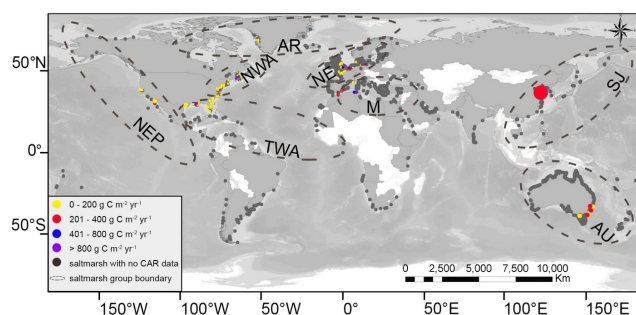 AR
50°N
NWA
NE
SJ
M
NEP
0°
TWA
0 - 200 g C m⁻² yr⁻¹
201 - 400 g C m⁻² yr⁻¹
401 - 800 g C m⁻² yr⁻¹
> 800 g C m⁻² yr⁻¹
saltmarsh with no CAR data
saltmarsh group boundary
AU
50°S
0 2,500 5,000 7,500 10,000
Km
150°W 100°W 50°W 0° 50°E 100°E 150°E